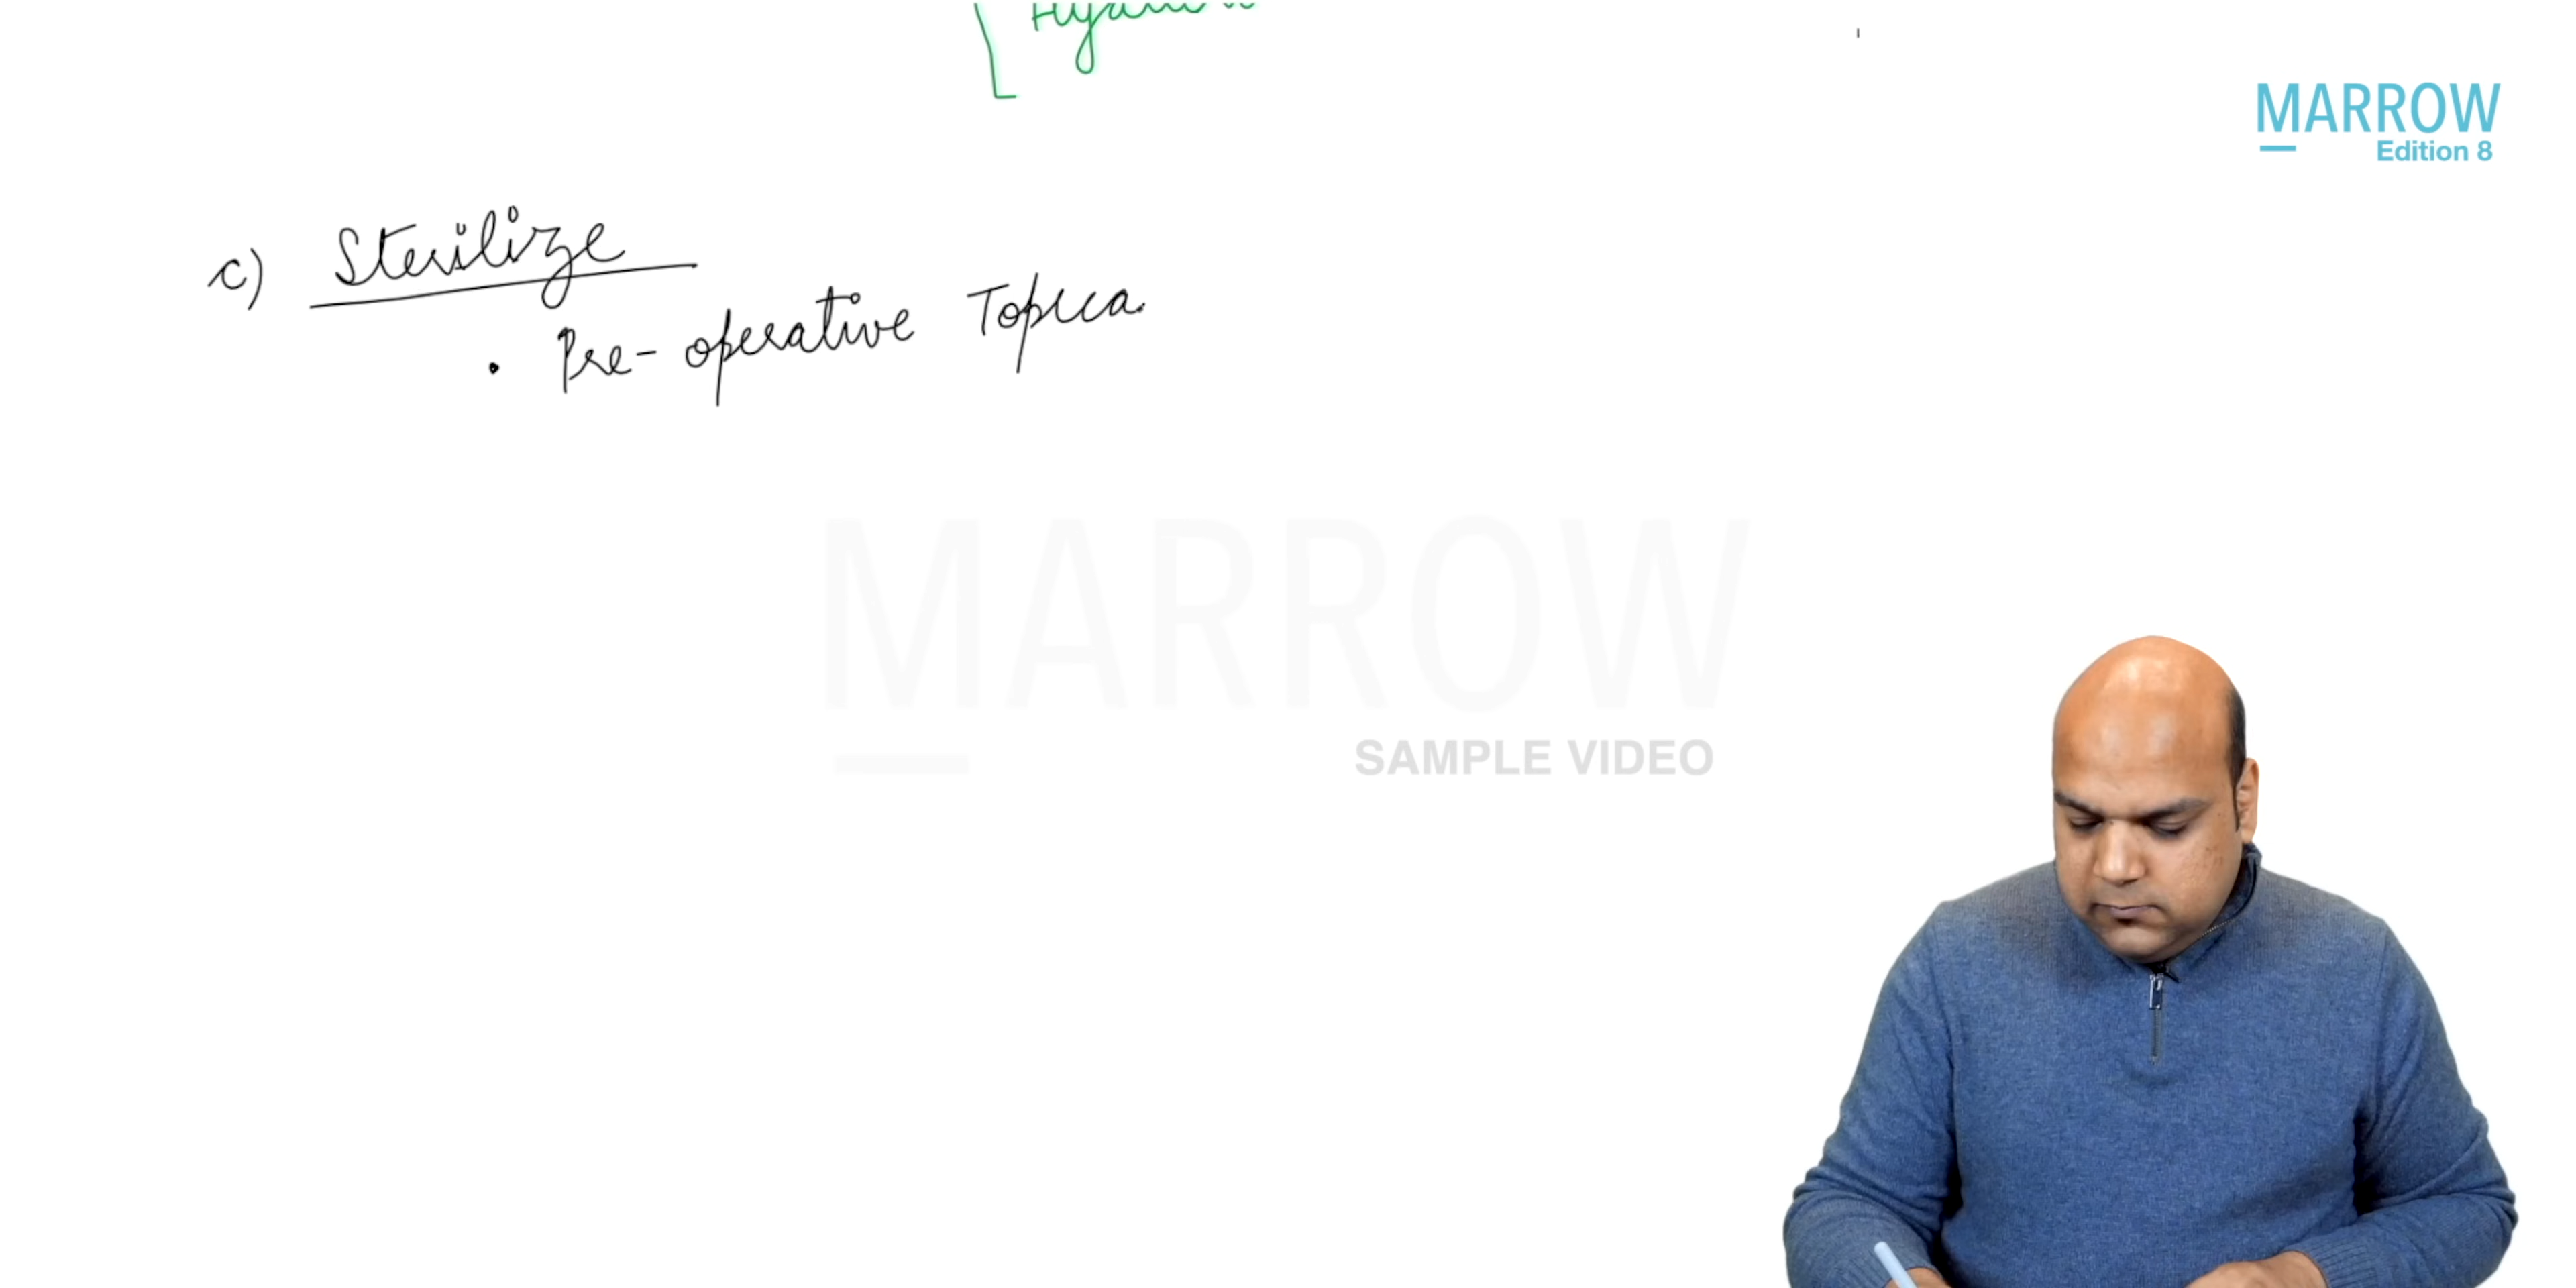 MARROW
Edition 8
c) Sterilize
• Pre-operative Topica
MARROW
SAMPLE VIDEO